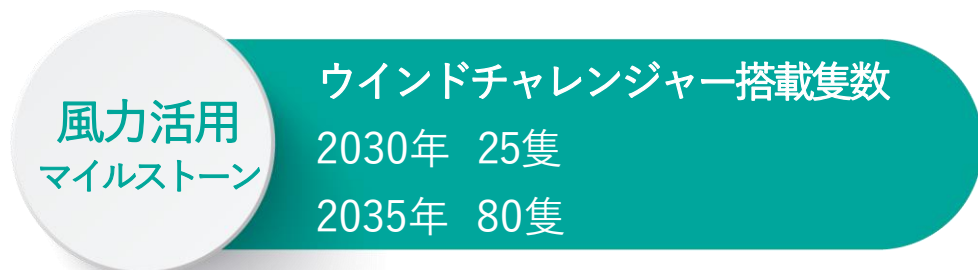 風力活用
マイルストーン
ウインドチャレンジャー搭載隻数
2030年 25隻
2035年 80隻